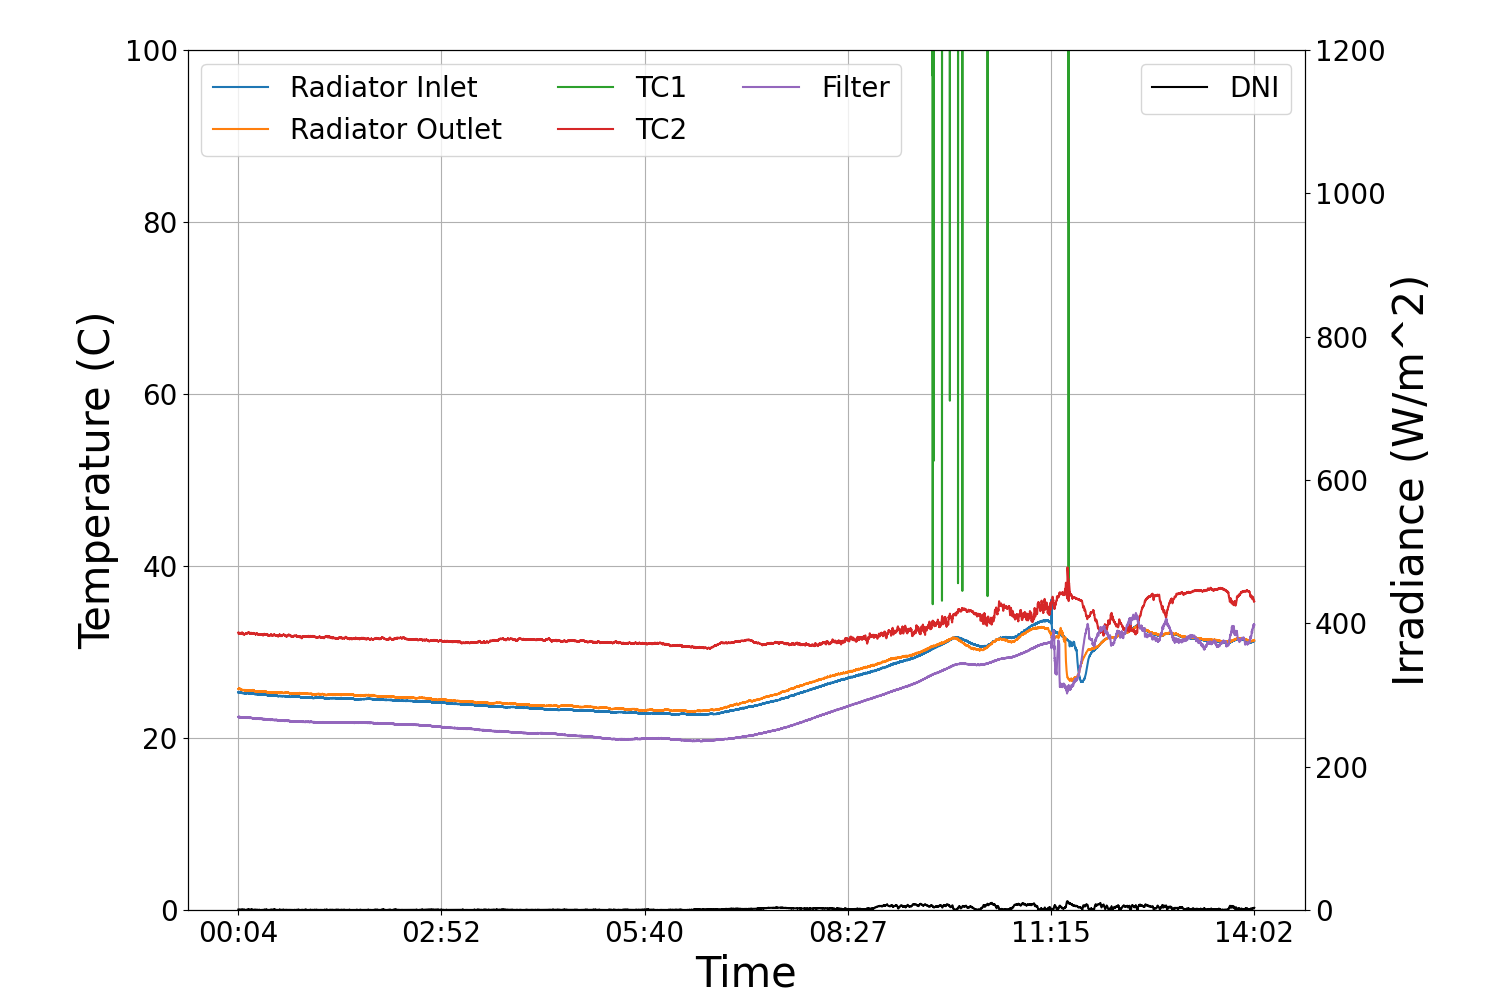 100
80
60
40
20
0
Temperature (C)
Radiator Inlet
Radiator Outlet
TC1
TC2
Filter
DNI
1200
1000
800
600
400
200
0
Irradiance (W/m^2)
00:04 02:52 05:40 08:27 11:15 14:02
Time